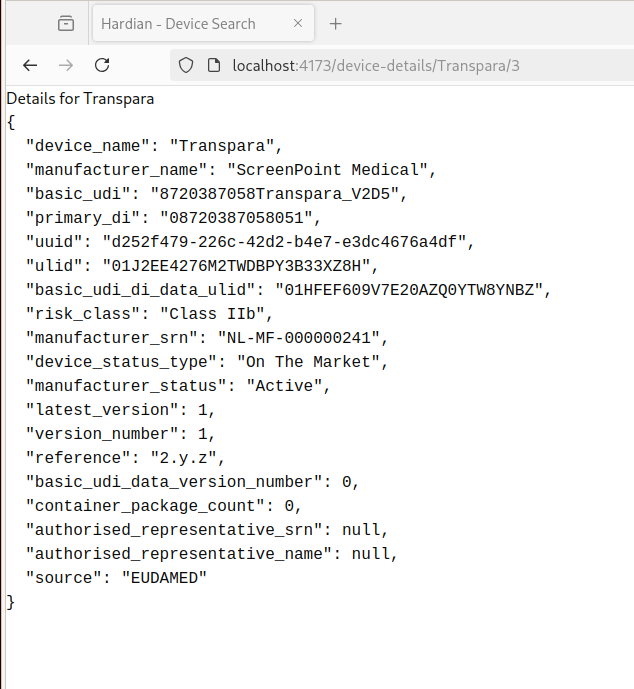 Hardian - Device Search
localhost:4173/device-details/Transpara/3
Details for Transpara
{
  "device_name": "Transpara",
  "manufacturer_name": "ScreenPoint Medical",
  "basic_udi": "8720387058Transpara_V2D5",
  "primary_di": "08720387058051",
  "uuid": "d252f479-226c-42d2-b4e7-e3dc4676a4df",
  "ulid": "01J2EE4276M2TWDBPY3B33XZ8H",
  "basic_udi_di_data_ulid": "01HFEF609V7E20AZQ0YTW8YNBZ",
  "risk_class": "Class IIb",
  "manufacturer_srn": "NL-MF-000000241",
  "device_status_type": "On The Market",
  "manufacturer_status": "Active",
  "latest_version": 1,
  "version_number": 1,
  "reference": "2.y.z",
  "basic_udi_data_version_number": 0,
  "container_package_count": 0,
  "authorised_representative_srn": null,
  "authorised_representative_name": null,
  "source": "EUDAMED"
}